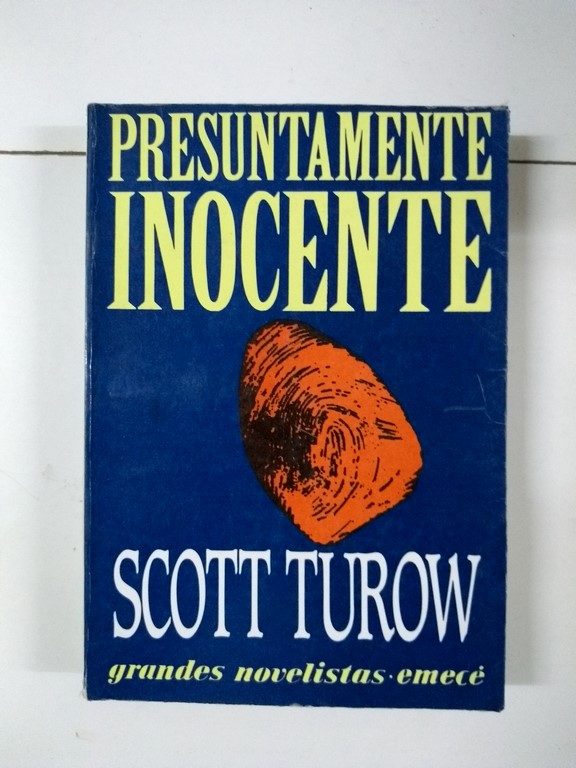 PRESUNTAMENTE
INOCENTE
SCOTT TUROW
grandes novelistas · emecé